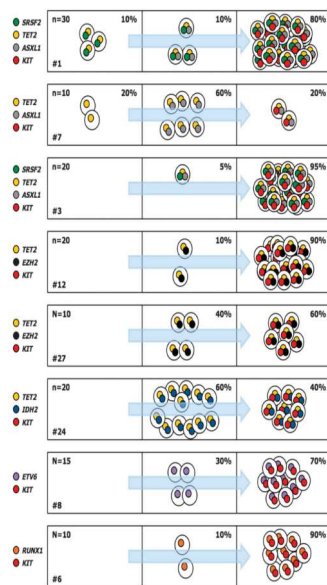 SRSF2
TET2
ASXL1
KIT
n=30 10% 10% 80%
#1
TET2
ASXL1
KIT
n=10 20% 60% 20%
#7
SRSF2
TET2
ASXL1
KIT
n=20 5% 95%
#3
TET2
EZH2
KIT
n=20 10% 90%
#12
TET2
EZH2
KIT
N=10 40% 60%
#27
TET2
IDH2
KIT
n=20 60% 40%
#24
ETV6
KIT
N=15 30% 70%
#8
RUNX1
KIT
N=10 10% 90%
#6